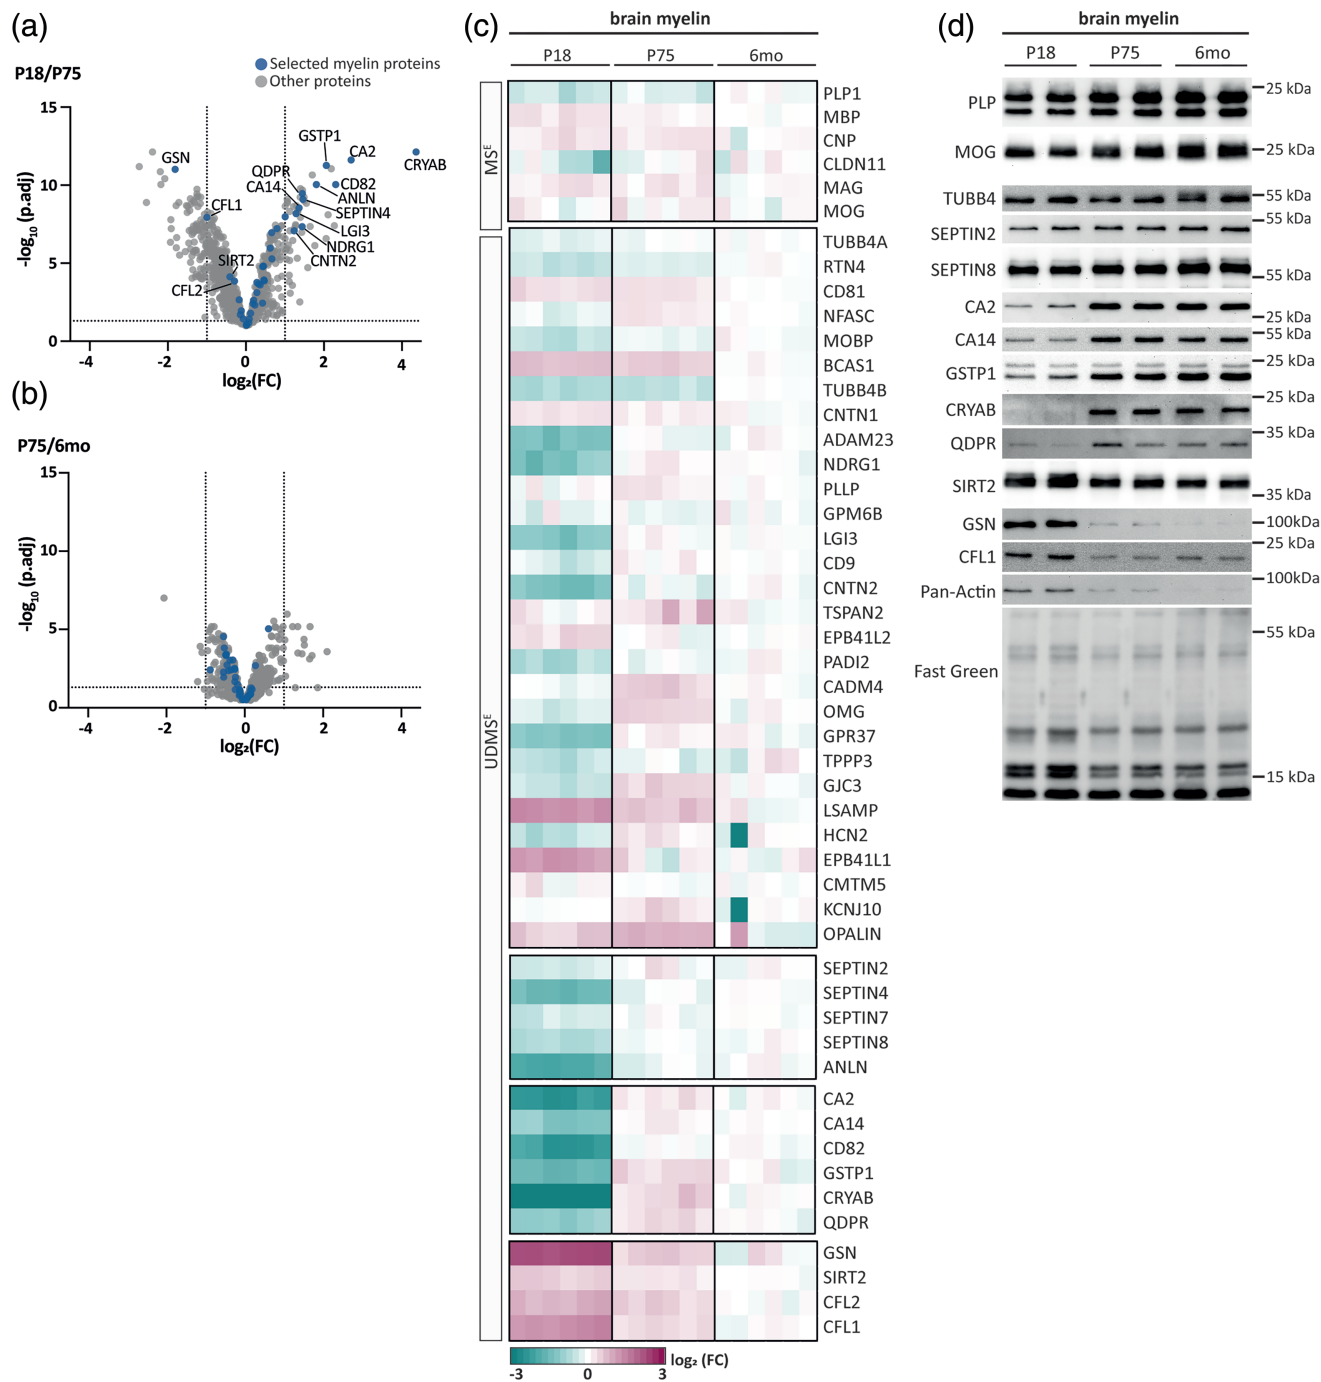 (a)
P18/P75
Selected myelin proteins
Other proteins
15
10
5
0
-4
-2
0
2
4
-log10 (p.adj)
log₂(FC)
GSN
CFL1
SIRT2
CFL2
GSTP1
CA2
CRYAB
QDPR
CA14
CD82
ANLN
SEPTIN4
LGI3
NDRG1
CNTN2
(b)
P75/6mo
15
10
5
0
-4
-2
0
2
4
-log10 (p.adj)
log₂(FC)
(c)
brain myelin
P18
P75
6mo
MSᴱ
PLP1
MBP
CNP
CLDN11
MAG
MOG
UDMSᴱ
TUBB4A
RTN4
CD81
NFASC
MOBP
BCAS1
TUBB4B
CNTN1
ADAM23
NDRG1
PLLP
GPM6B
LGI3
CD9
CNTN2
TSPAN2
EPB41L2
PADI2
CADM4
OMG
GPR37
TPPP3
GJC3
LSAMP
HCN2
EPB41L1
CMTM5
KCNJ10
OPALIN
SEPTIN2
SEPTIN4
SEPTIN7
SEPTIN8
ANLN
CA2
CA14
CD82
GSTP1
CRYAB
QDPR
GSN
SIRT2
CFL2
CFL1
-3
0
3
log₂ (FC)
(d)
brain myelin
P18
P75
6mo
PLP
25 kDa
MOG
25 kDa
TUBB4
55 kDa
SEPTIN2
55 kDa
SEPTIN8
55 kDa
CA2
25 kDa
CA14
55 kDa
GSTP1
25 kDa
CRYAB
25 kDa
QDPR
35 kDa
SIRT2
35 kDa
GSN
100kDa
CFL1
25 kDa
Pan-Actin
100kDa
Fast Green
55 kDa
15 kDa